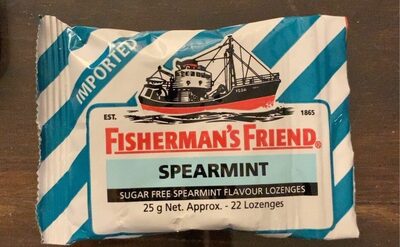 IMPORTED
EST. 1865
FISHERMAN'S FRIEND®
SPEARMINT
SUGAR FREE SPEARMINT FLAVOUR LOZENGES
25 g Net. Approx. - 22 Lozenges